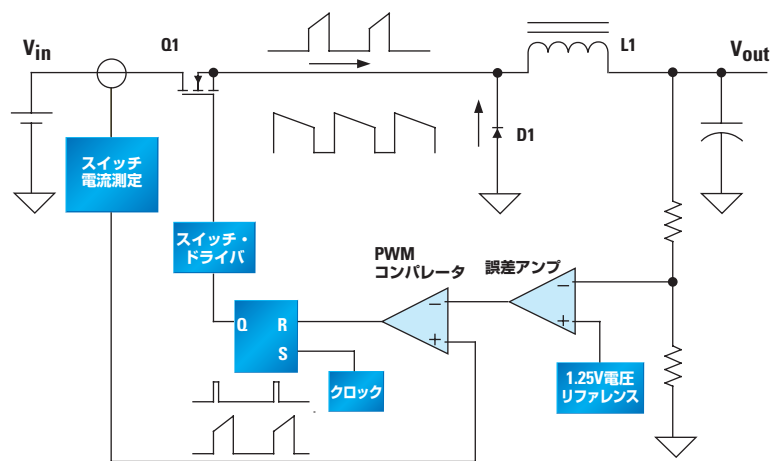 Vin
Q1
L1
Vout
D1
スイッチ
電流測定
スイッチ・
ドライバ
PWM
コンパレータ
誤差アンプ
−
+
−
+
Q
R
S
クロック
1.25V電圧
リファレンス